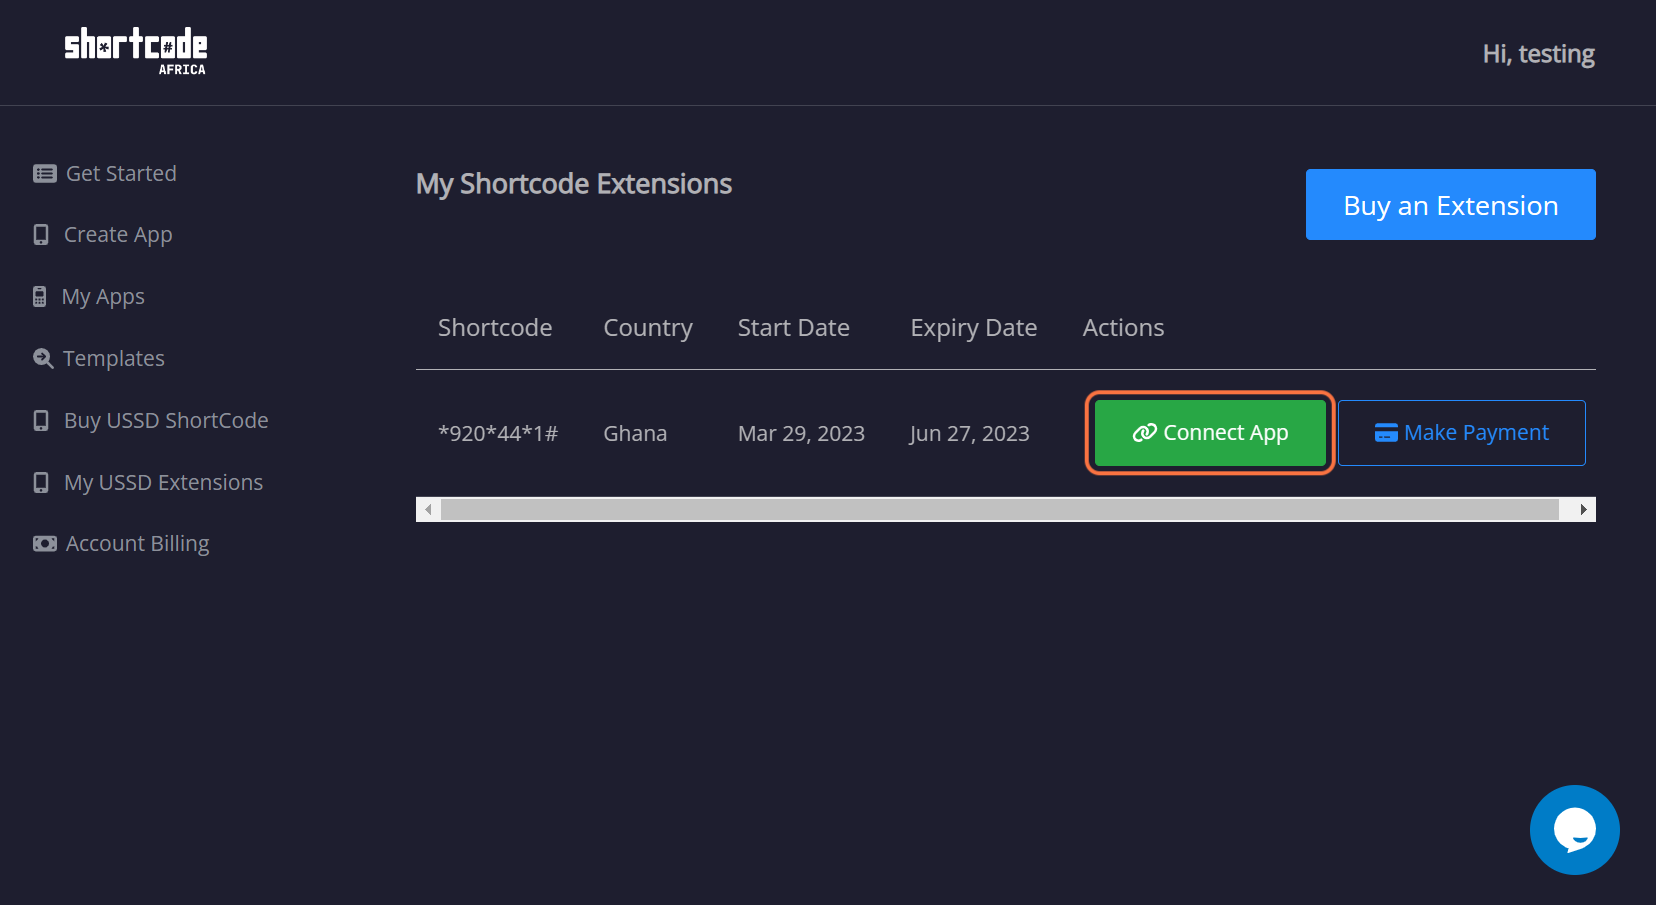 sh*rtc#de
AFRICA
Hi, testing
Get Started
Create App
My Apps
Templates
Buy USSD ShortCode
My USSD Extensions
Account Billing
My Shortcode Extensions
Buy an Extension
Shortcode Country Start Date Expiry Date Actions
*920*44*1# Ghana Mar 29, 2023 Jun 27, 2023 Connect App Make Payment